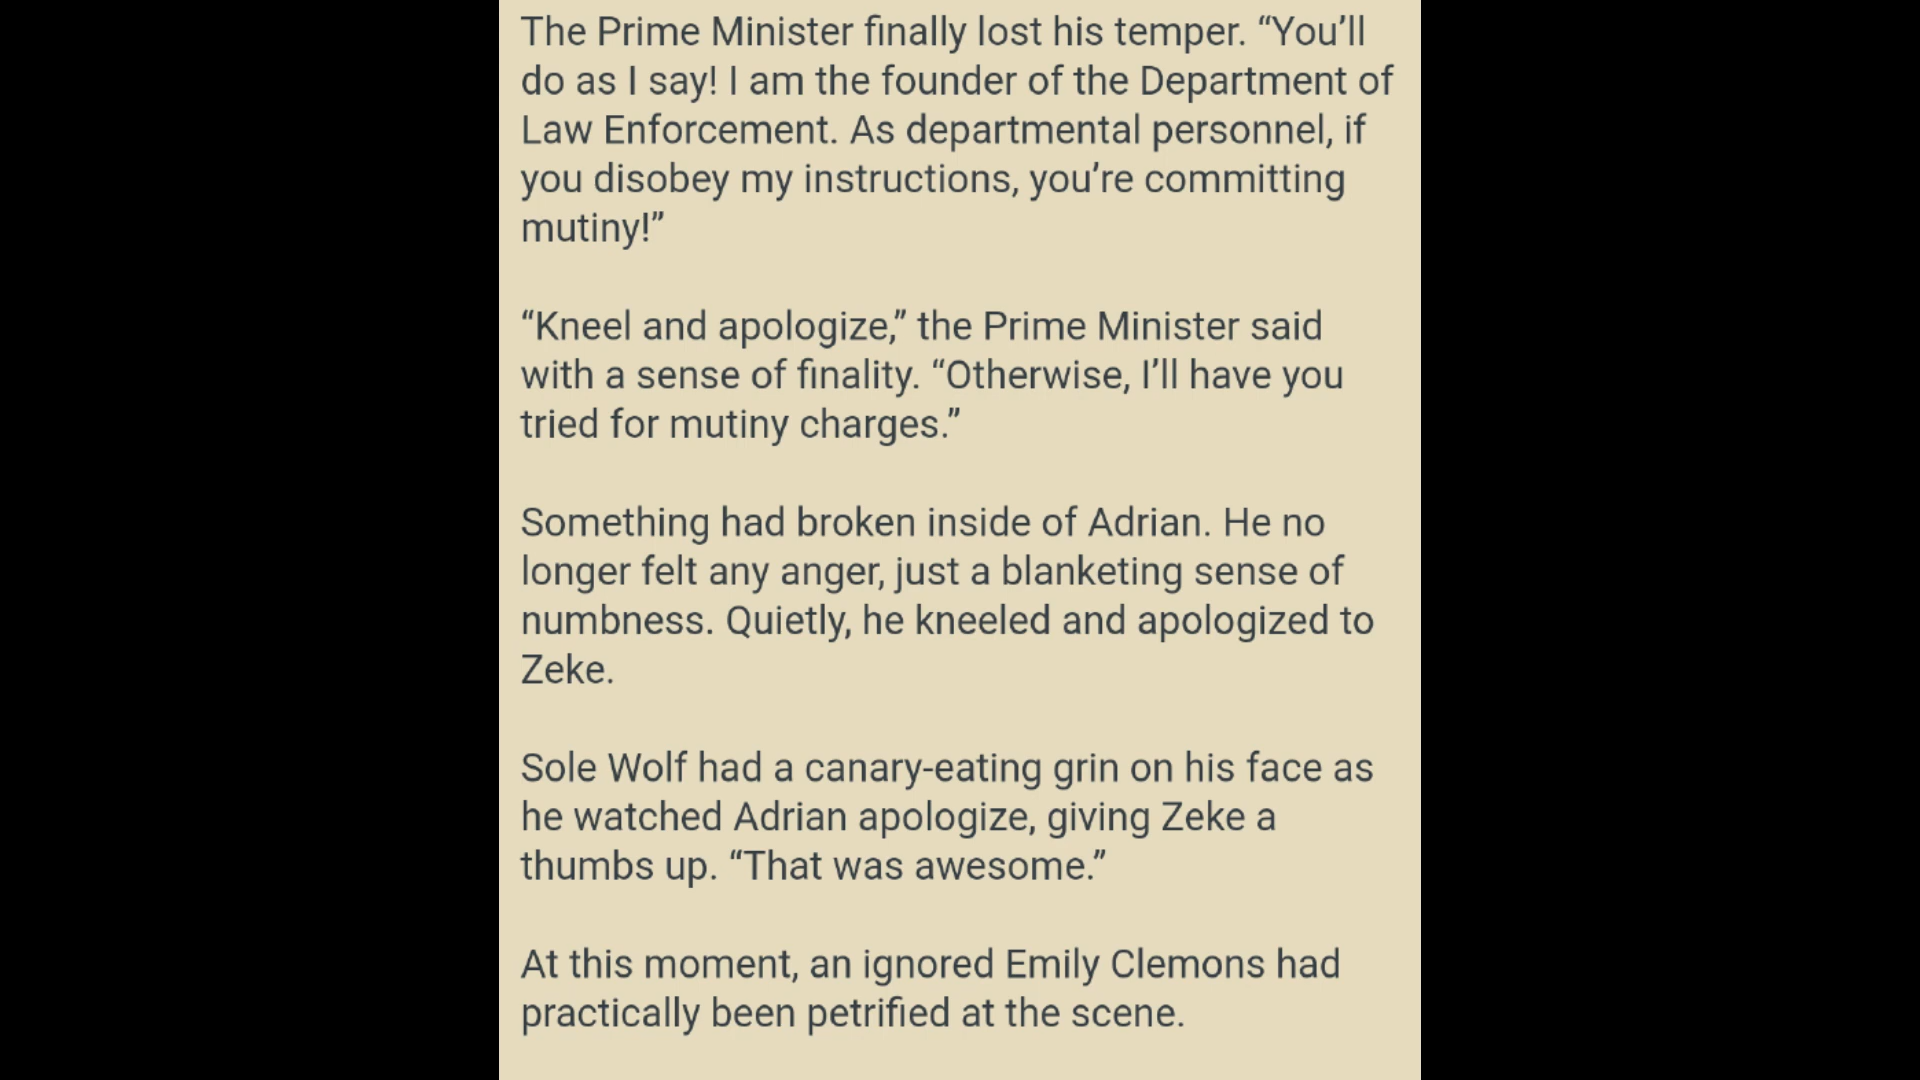 The Prime Minister finally lost his temper. “You’ll
do as I say! I am the founder of the Department of
Law Enforcement. As departmental personnel, if
you disobey my instructions, you’re committing
mutiny!”
“Kneel and apologize,” the Prime Minister said
with a sense of finality. “Otherwise, I’ll have you
tried for mutiny charges.”
Something had broken inside of Adrian. He no
longer felt any anger, just a blanketing sense of
numbness. Quietly, he kneeled and apologized to
Zeke.
Sole Wolf had a canary-eating grin on his face as
he watched Adrian apologize, giving Zeke a
thumbs up. “That was awesome.”
At this moment, an ignored Emily Clemons had
practically been petrified at the scene.